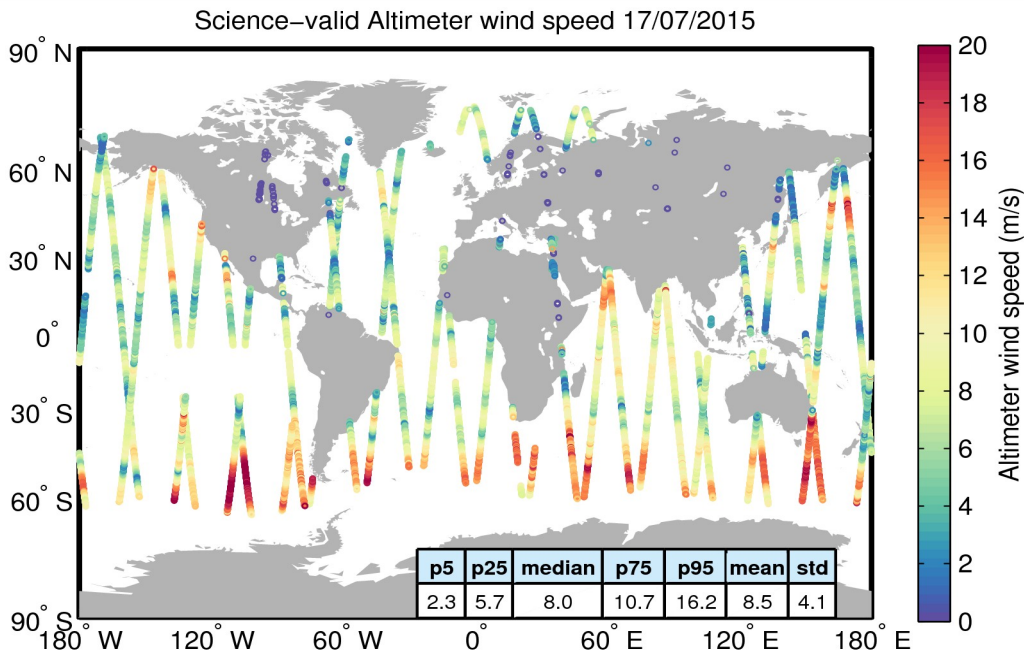 Science−valid Altimeter wind speed 17/07/2015
90° N
60° N
30° N
0°
30° S
60° S
90° S
180° W
120° W
60° W
0°
60° E
120° E
180° E
p5 p25 median p75 p95 mean std
2.3 5.7 8.0 10.7 16.2 8.5 4.1
20
18
16
14
12
10
8
6
4
2
0
Altimeter wind speed (m/s)